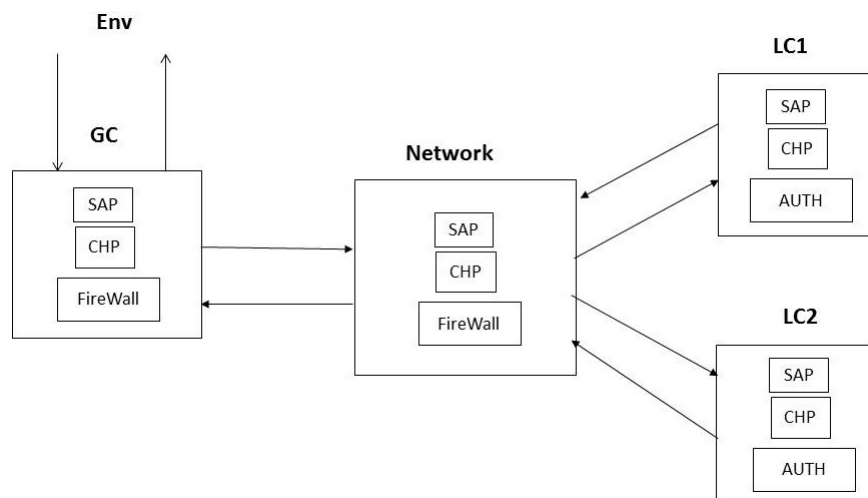 Env
GC
SAP
CHP
FireWall
Network
SAP
CHP
FireWall
LC1
SAP
CHP
AUTH
LC2
SAP
CHP
AUTH